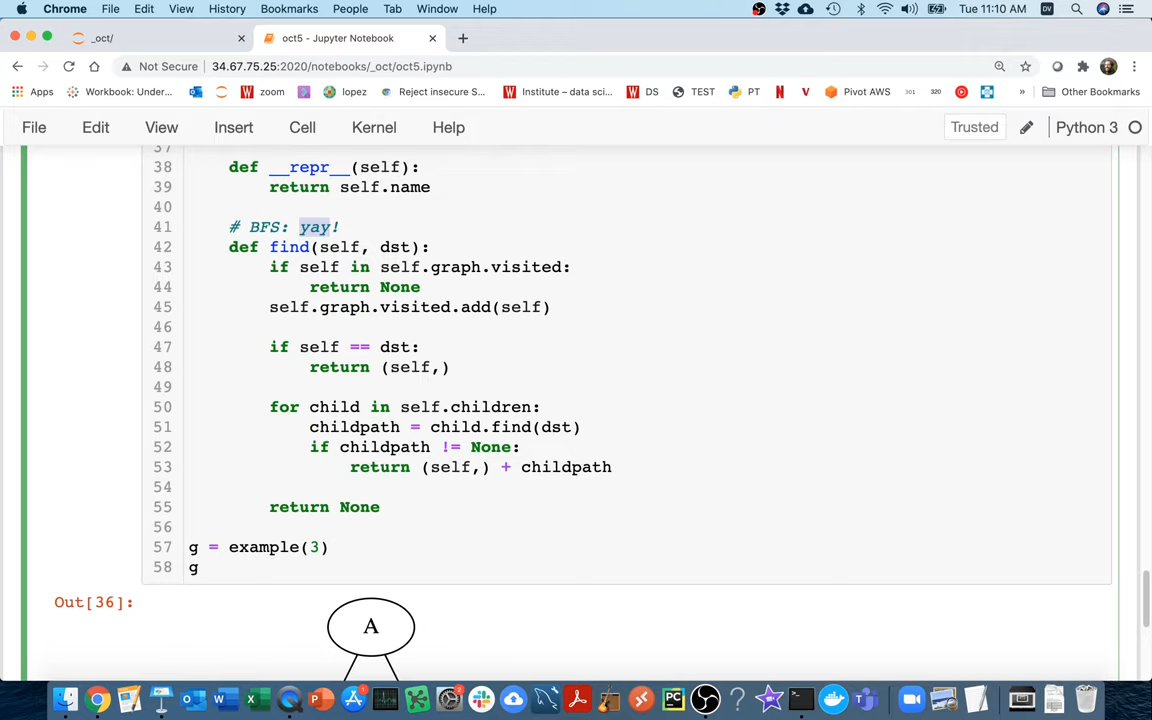 Chrome File Edit View History Bookmarks People Tab Window Help Tue 11:10 AM DV
_oct/ oct5 - Jupyter Notebook
Not Secure 34.67.75.25:2020/notebooks/_oct/oct5.ipynb
Apps Workbook: Under... zoom lopez Reject insecure S... Institute – data sci... DS TEST PT Pivot AWS 301 320 » Other Bookmarks
File Edit View Insert Cell Kernel Help Trusted Python 3
37
38 def __repr__(self):
39 return self.name
40
41 # BFS: yay!
42 def find(self, dst):
43 if self in self.graph.visited:
44 return None
45 self.graph.visited.add(self)
46
47 if self == dst:
48 return (self,)
49
50 for child in self.children:
51 childpath = child.find(dst)
52 if childpath != None:
53 return (self,) + childpath
54
55 return None
56
57 g = example(3)
58 g
Out[36]:
A